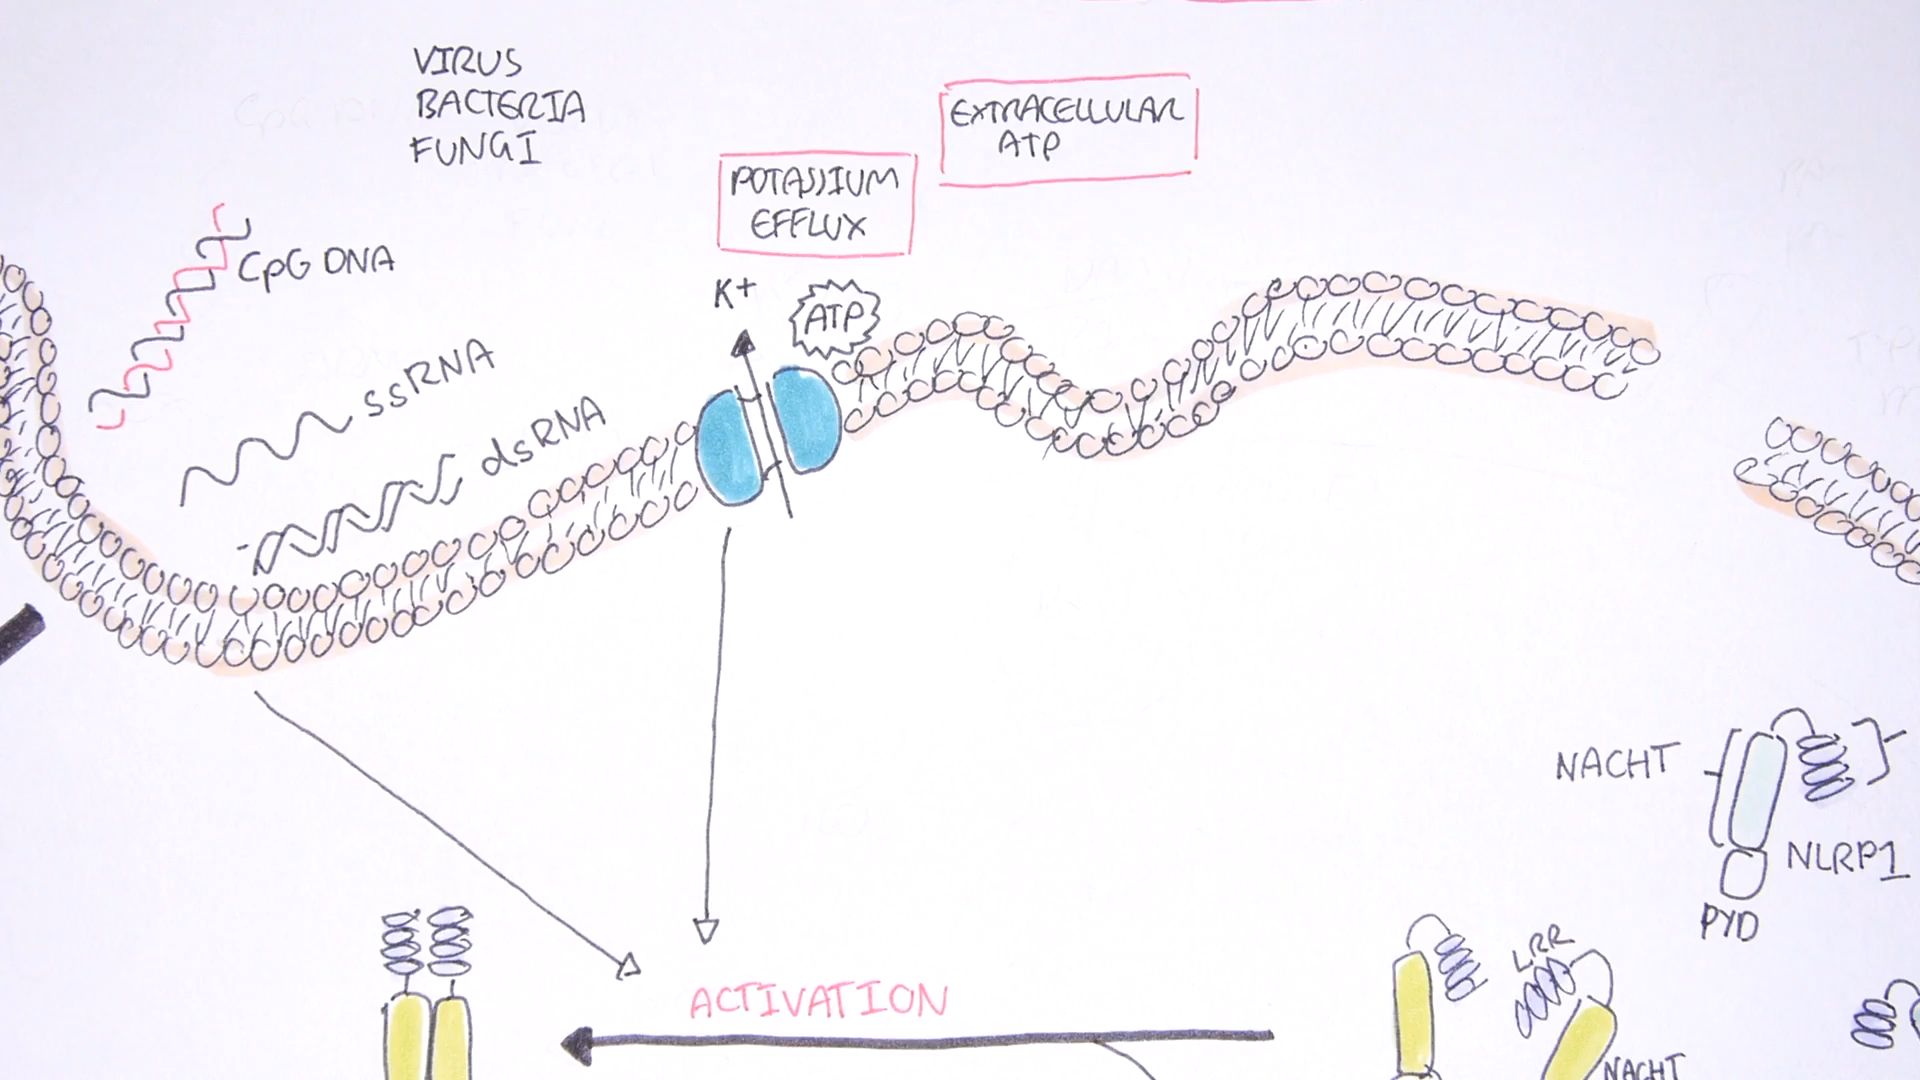 VIRUS
BACTERIA
FUNGI
EXTRACELLULAR
ATP
POTASSIUM
EFFLUX
CpG DNA
K+
ATP
ssRNA
dsRNA
NACHT
NLRP1
PYD
LRR
ACTIVATION
NACHT